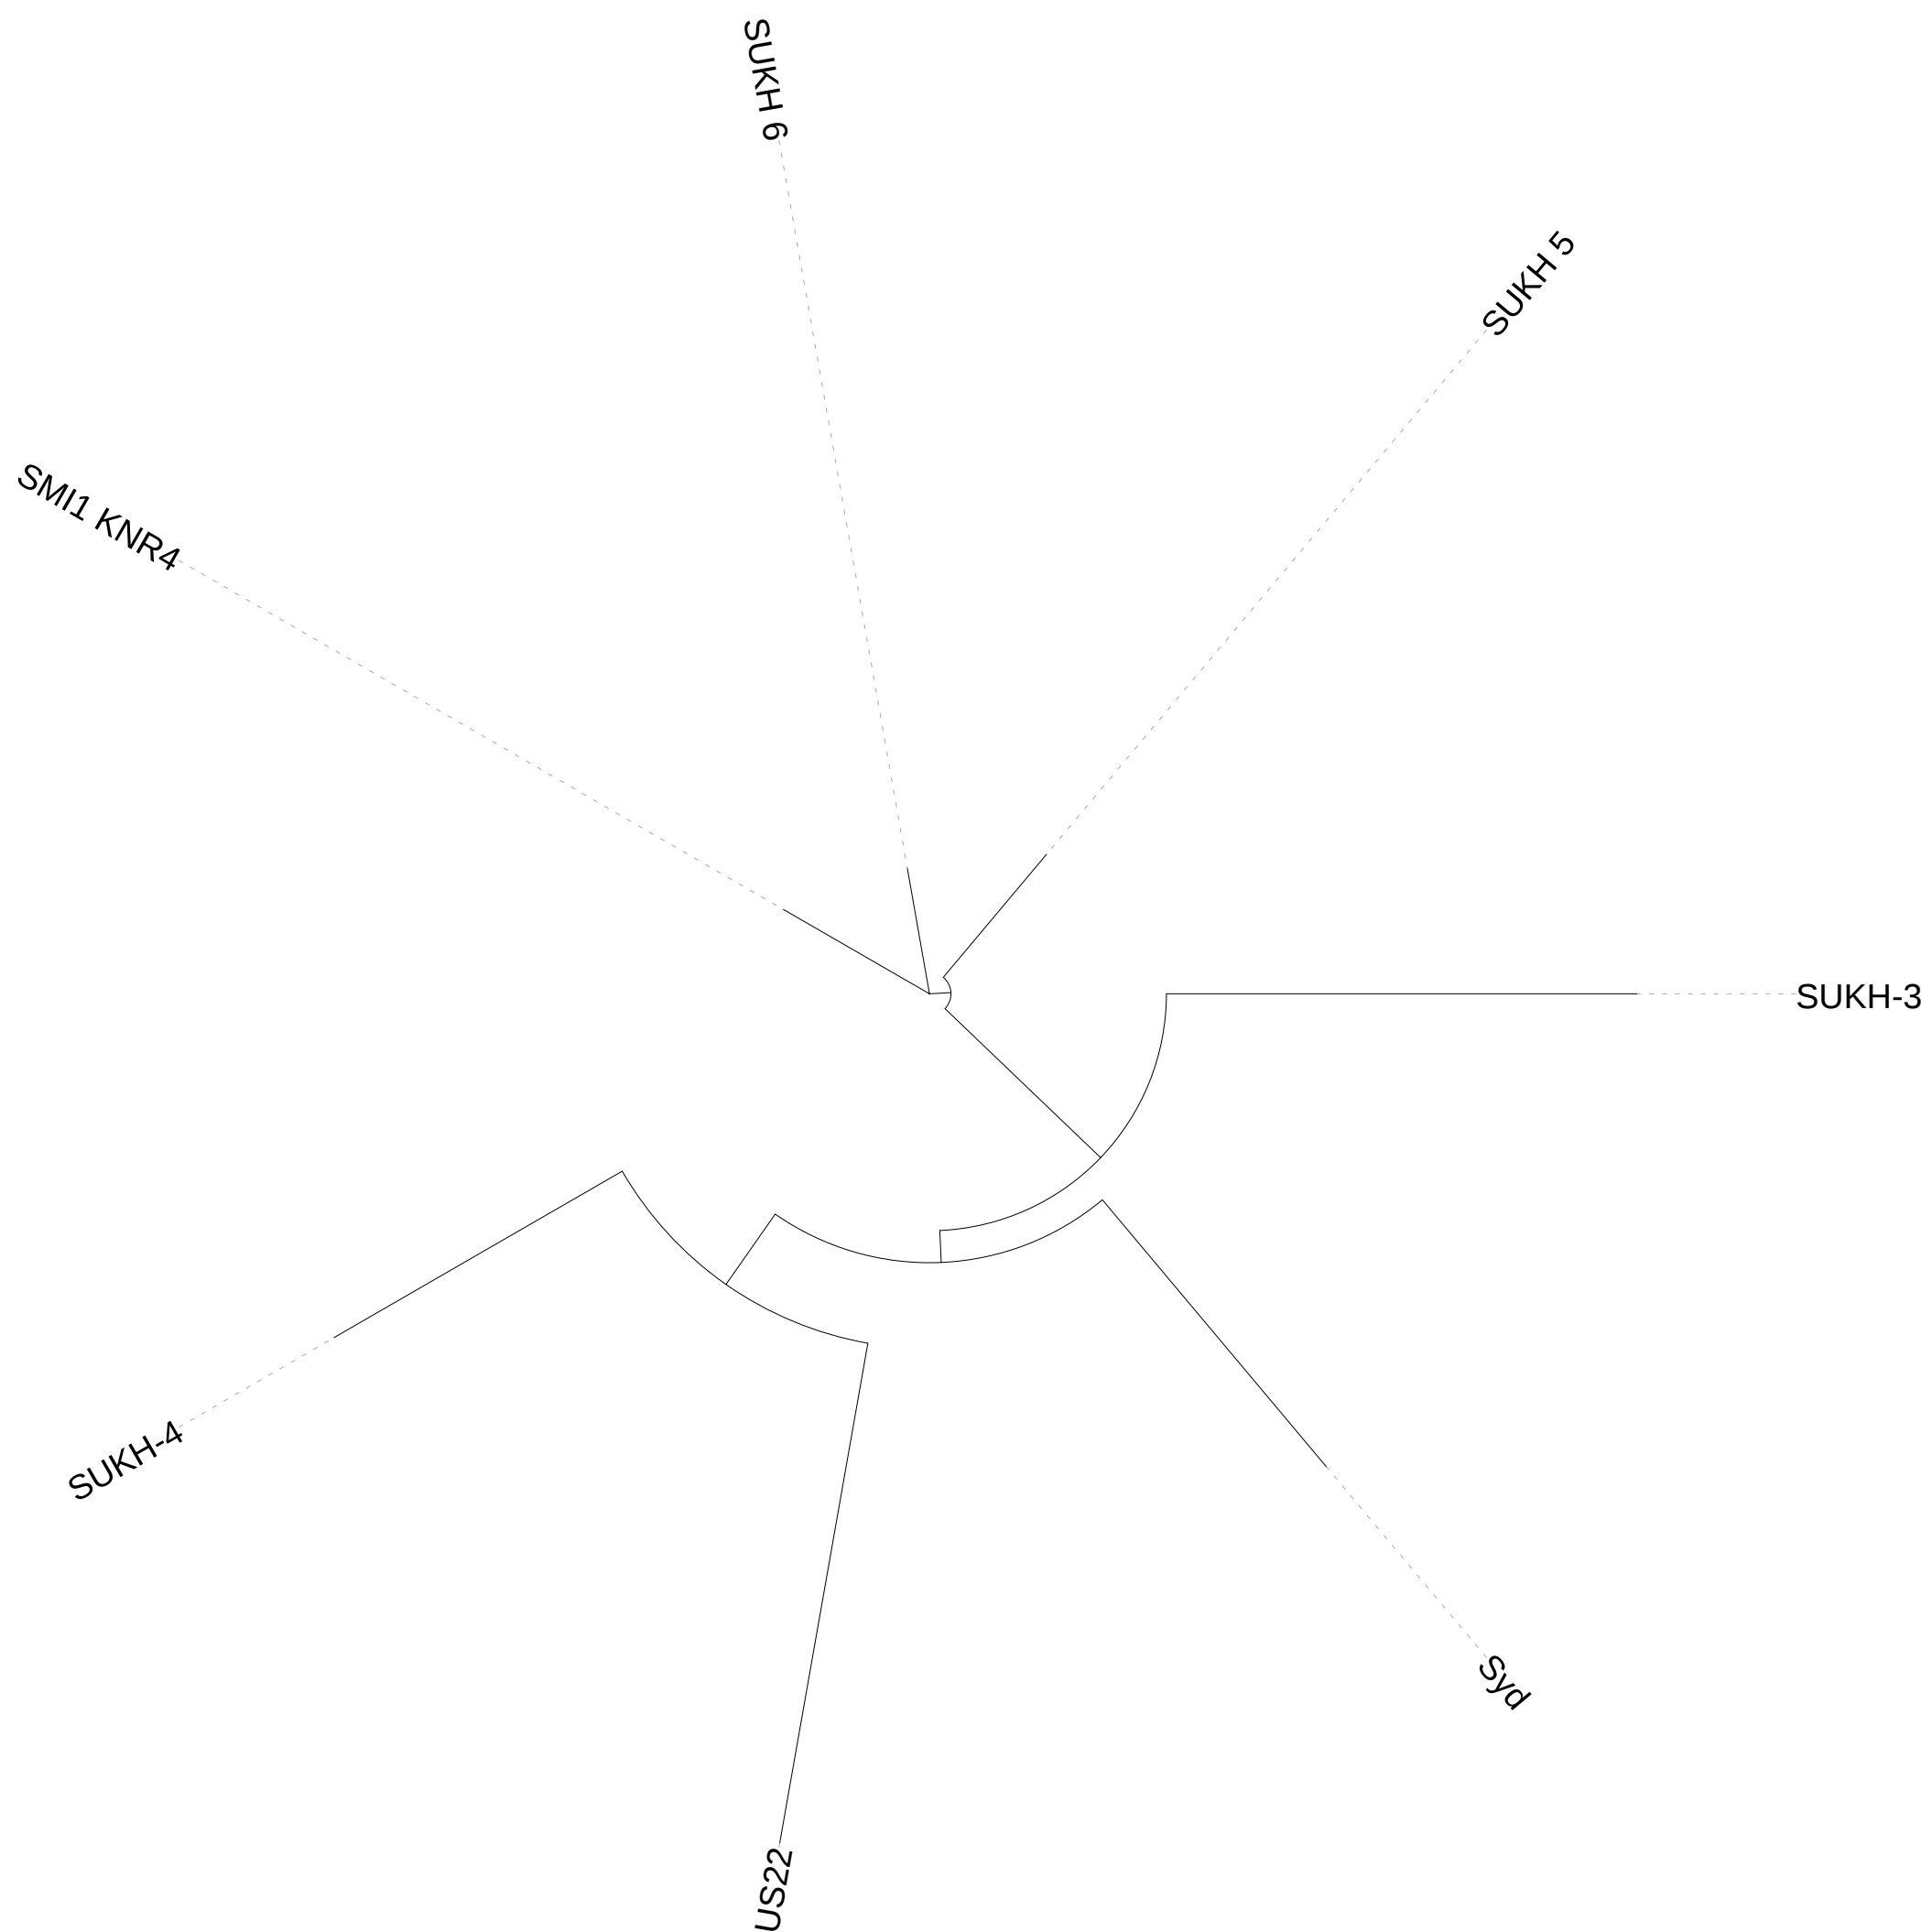 SUKH 6
SUKH 5
SMI1 KNR4
SUKH-3
SUKH-4
Syd
US22